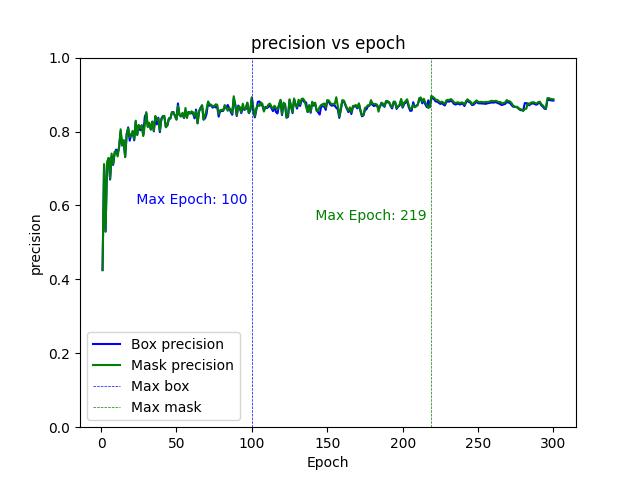 precision vs epoch
1.0
0.8
0.6
0.4
0.2
0.0
precision
Max Epoch: 100
Max Epoch: 219
Box precision
Mask precision
Max box
Max mask
0 50 100 150 200 250 300
Epoch